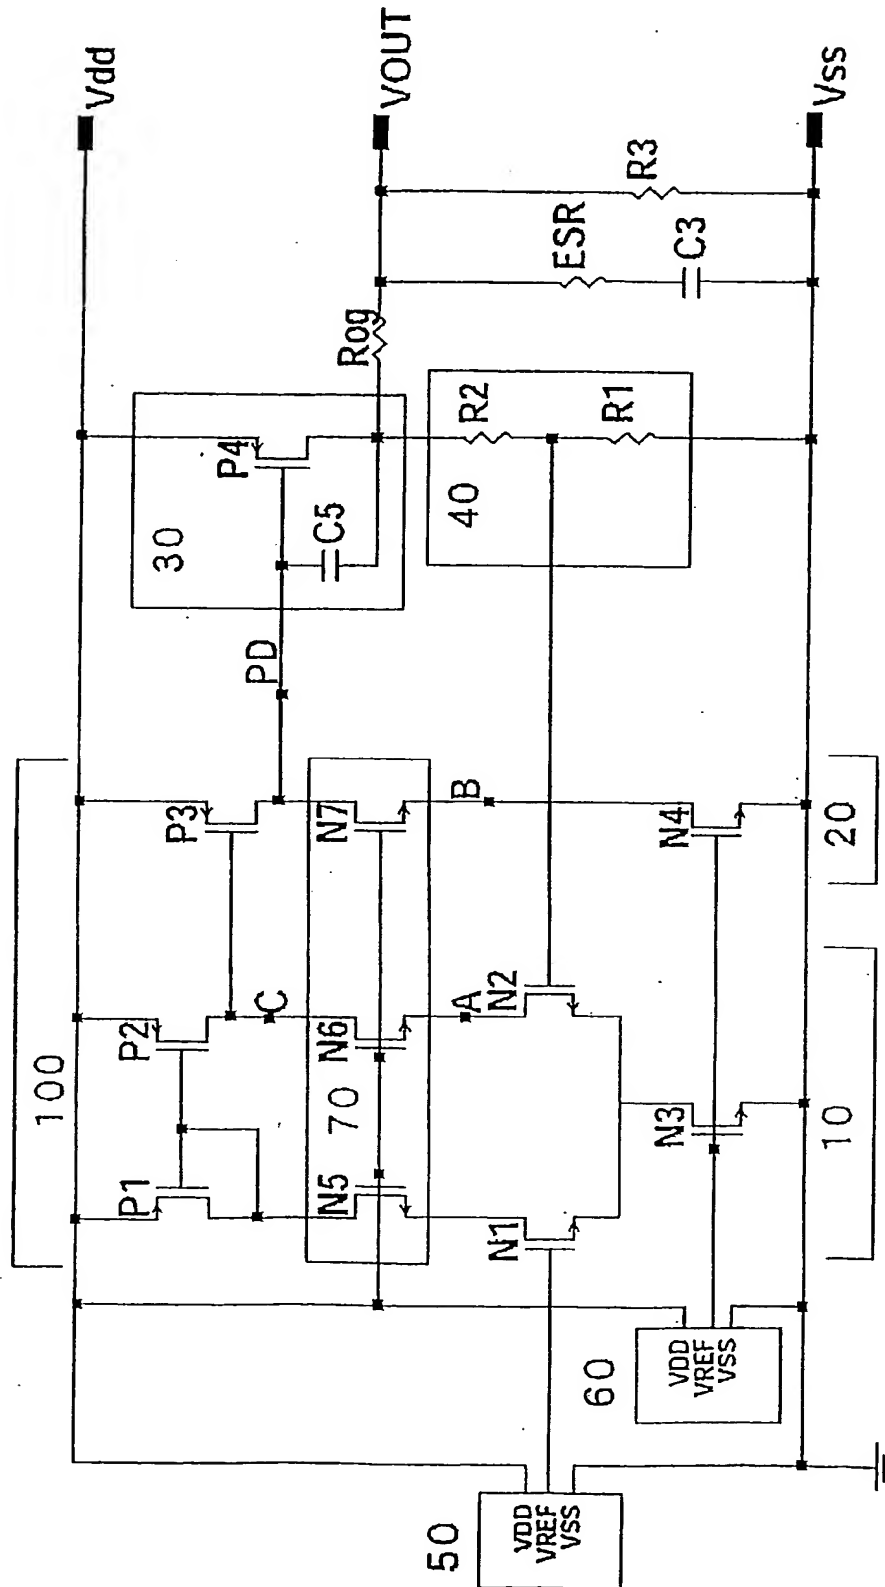 Vdd
VOUT
Vss
100
P1
P2
P3
P4
30
C5
PD
Rog
ESR
C3
R3
40
R2
R1
C
70
N5
N6
N7
A
B
N1
N2
N3
N4
10
20
50
VDD
VREF
VSS
60
VDD
VREF
VSS